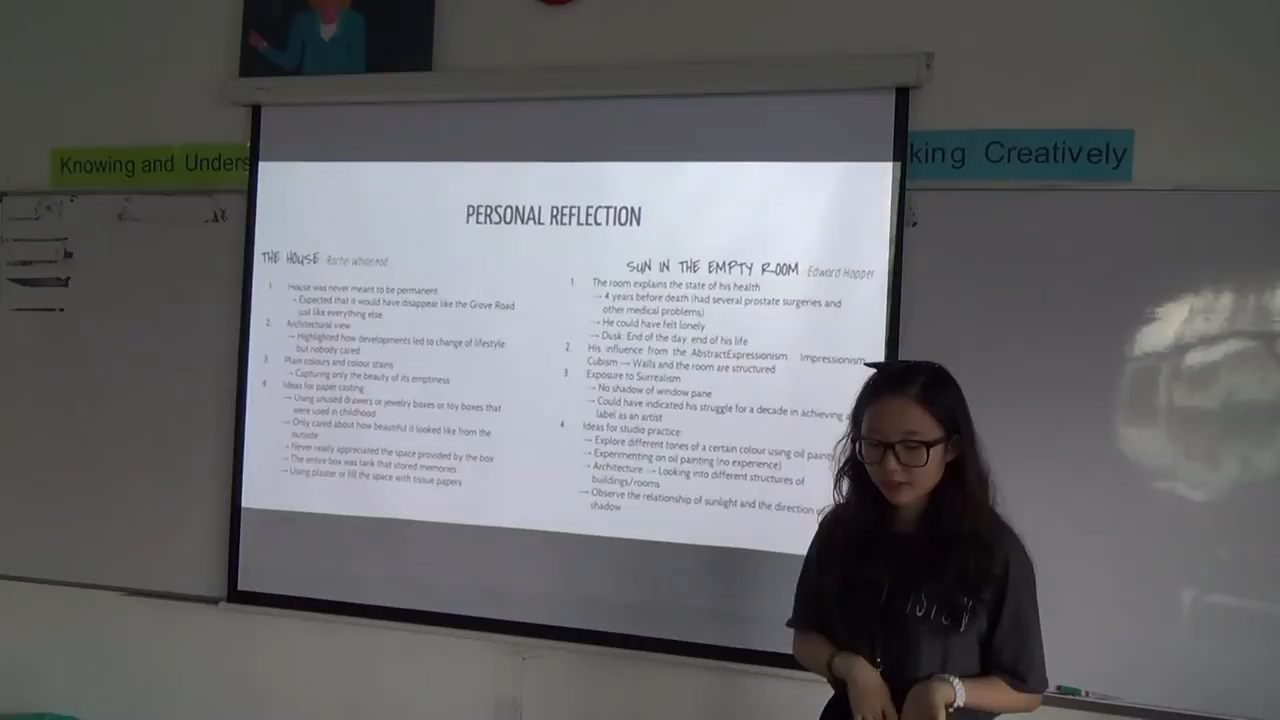 Knowing and Unders
king Creatively
PERSONAL REFLECTION
THE HOUSE Rachel Whiteread
1. House was never meant to be permanent
→ Expected that it would have disappear like the Grove Road
just like everything else
2. Architectural view
→ Highlighted how developments led to change of lifestyle
but nobody cared
3. Plain colours and colour stains
→ Capturing only the beauty of its emptiness
4. Ideas for paper casting:
→ Using unused drawers or jewelry boxes or toy boxes that
were used in childhood
→ Only cared about how beautiful it looked like from the
outside
→ Never really appreciated the space provided by the box
→ The entire box was tank that stored memories
→ Using plaster or fill the space with tissue papers
SUN IN THE EMPTY ROOM Edward Hopper
1. The room explains the state of his health
→ 4 years before death (had several prostate surgeries and
other medical problems)
→ He could have felt lonely
→ Dusk: End of the day, end of his life
2. His influence from the AbstractExpressionism Impressionism
Cubism → Walls and the room are structured
3. Exposure to Surrealism
→ No shadow of window pane
→ Could have indicated his struggle for a decade in achieving a
label as an artist
4. Ideas for studio practice:
→ Explore different tones of a certain colour using oil paints
→ Experimenting on oil painting (no experience)
→ Architecture → Looking into different structures of
buildings/rooms
→ Observe the relationship of sunlight and the direction of
shadow